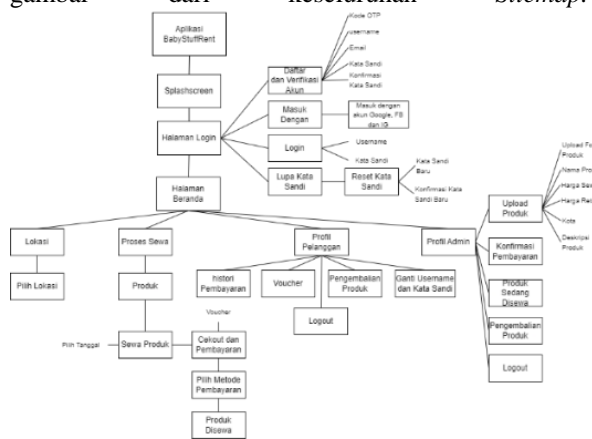 gambar dari keseluruhan Sitemap.
Aplikasi
BabyStuffRent
Splashscreen
Halaman Login
Daftar
dan Verifikasi
Akun
Kode OTP
username
Email
Kata Sandi
Konfirmasi
Kata Sandi
Masuk
Dengan
Masuk dengan
akun Google, FB
dan IG
Login
Username
Kata Sandi
Lupa Kata
Sandi
Reset Kata
Sandi
Kata Sandi
Baru
Konfirmasi Kata
Sandi Baru
Halaman
Beranda
Lokasi
Pilih Lokasi
Proses Sewa
Produk
Pilih Tanggal
Sewa Produk
Voucher
Cekout dan
Pembayaran
Pilih Metode
Pembayaran
Produk
Disewa
Profil
Pelanggan
histori
Pembayaran
Voucher
Pengembalian
Produk
Ganti Username
dan Kata Sandi
Logout
Profil Admin
Upload
Produk
Upload
Produk
Nama
Harga
Harga
Kota
Deskripsi
Produk
Konfirmasi
Pembayaran
Produk
Sedang
Disewa
Pengembalian
Produk
Logout